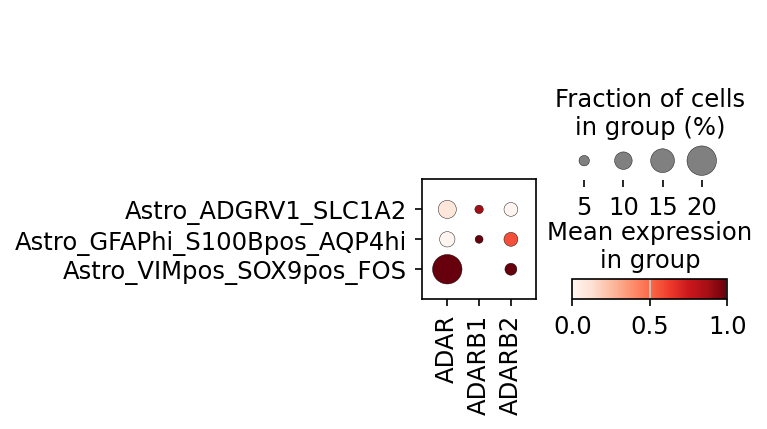 Fraction of cells
in group (%)
5 10 15 20
Mean expression
in group
0.0 0.5 1.0
Astro_ADGRV1_SLC1A2
Astro_GFAPhi_S100Bpos_AQP4hi
Astro_VIMpos_SOX9pos_FOS
ADAR
ADARB1
ADARB2